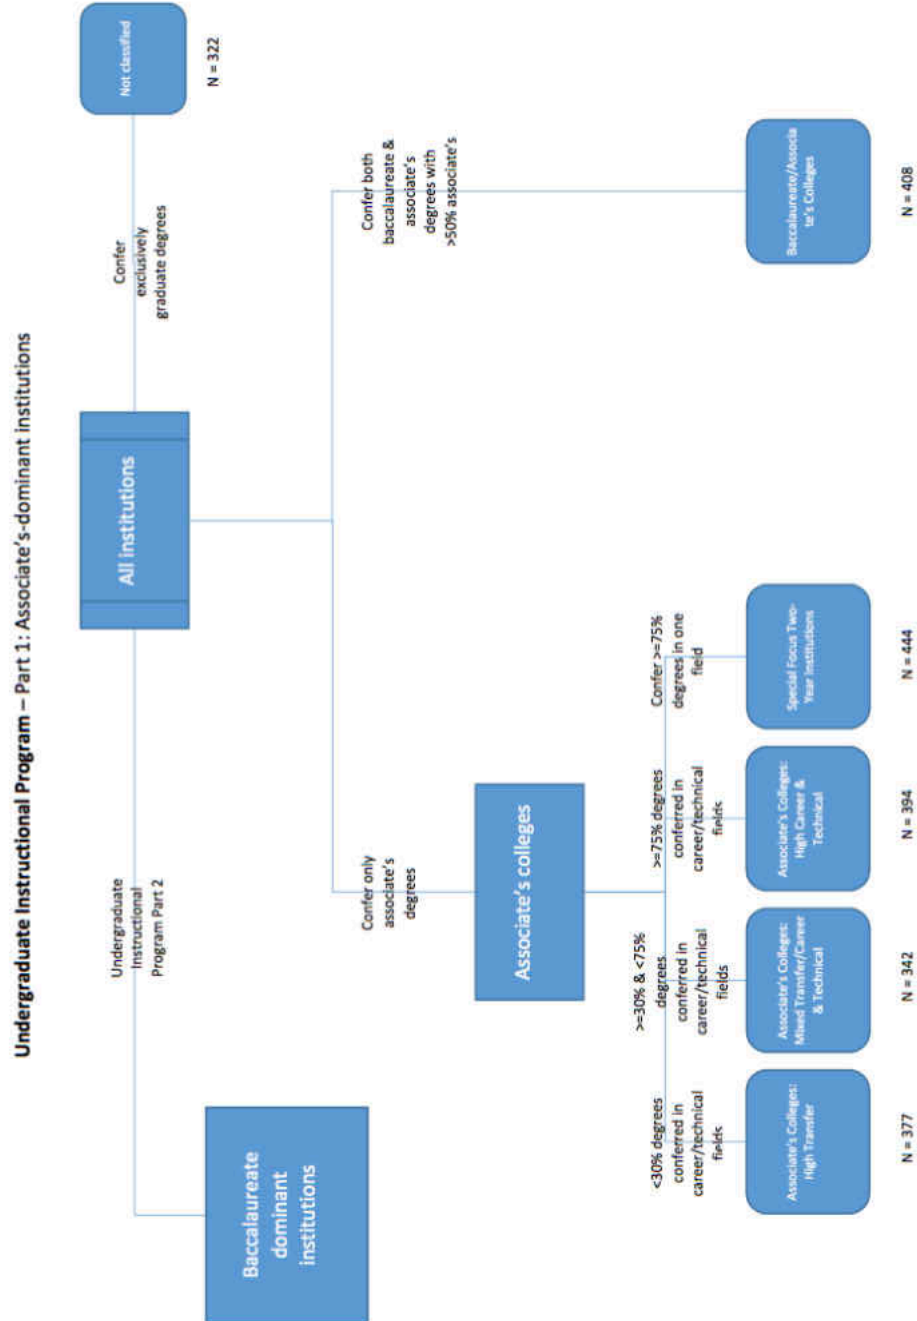 Undergraduate Instructional Program – Part 1: Associate's-dominant institutions
Undergraduate
Instructional
Program Part 2
All institutions
Confer
exclusively
graduate degrees
Not classified
N = 322
Baccalaureate
dominant
institutions
Confer only
associate's
degrees
Confer both
baccalaureate &
associate's
degrees with
>50% associate's
Associate's colleges
<30% degrees
conferred in
career/technical
fields
>=30% & <75%
degrees
conferred in
career/technical
fields
>=75% degrees
conferred in
career/technical
fields
Confer >=75%
degrees in one
field
Associate's Colleges:
High Transfer
N = 377
Associate's Colleges:
Mixed Transfer/Career
& Technical
N = 342
Associate's Colleges:
High Career &
Technical
N = 394
Special Focus Two-
Year Institutions
N = 444
Baccalaureate/Associa
te's Colleges
N = 408